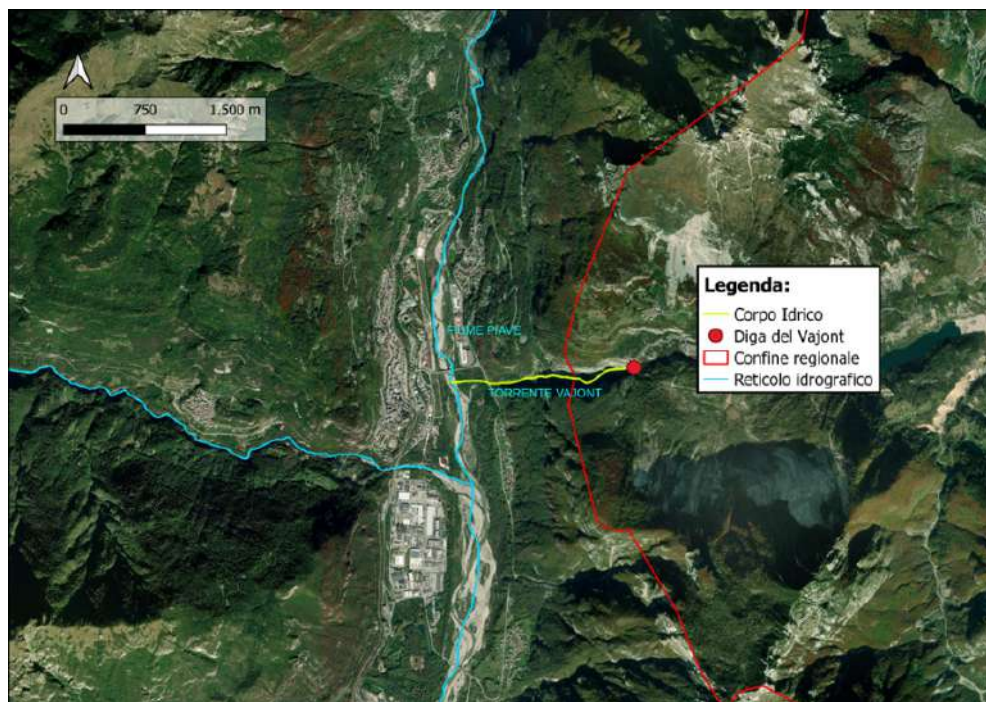 0 750 1.500 m
FIUME PIAVE
TORRENTE VAJONT
Legenda:
Corpo Idrico
Diga del Vajont
Confine regionale
Reticolo idrografico